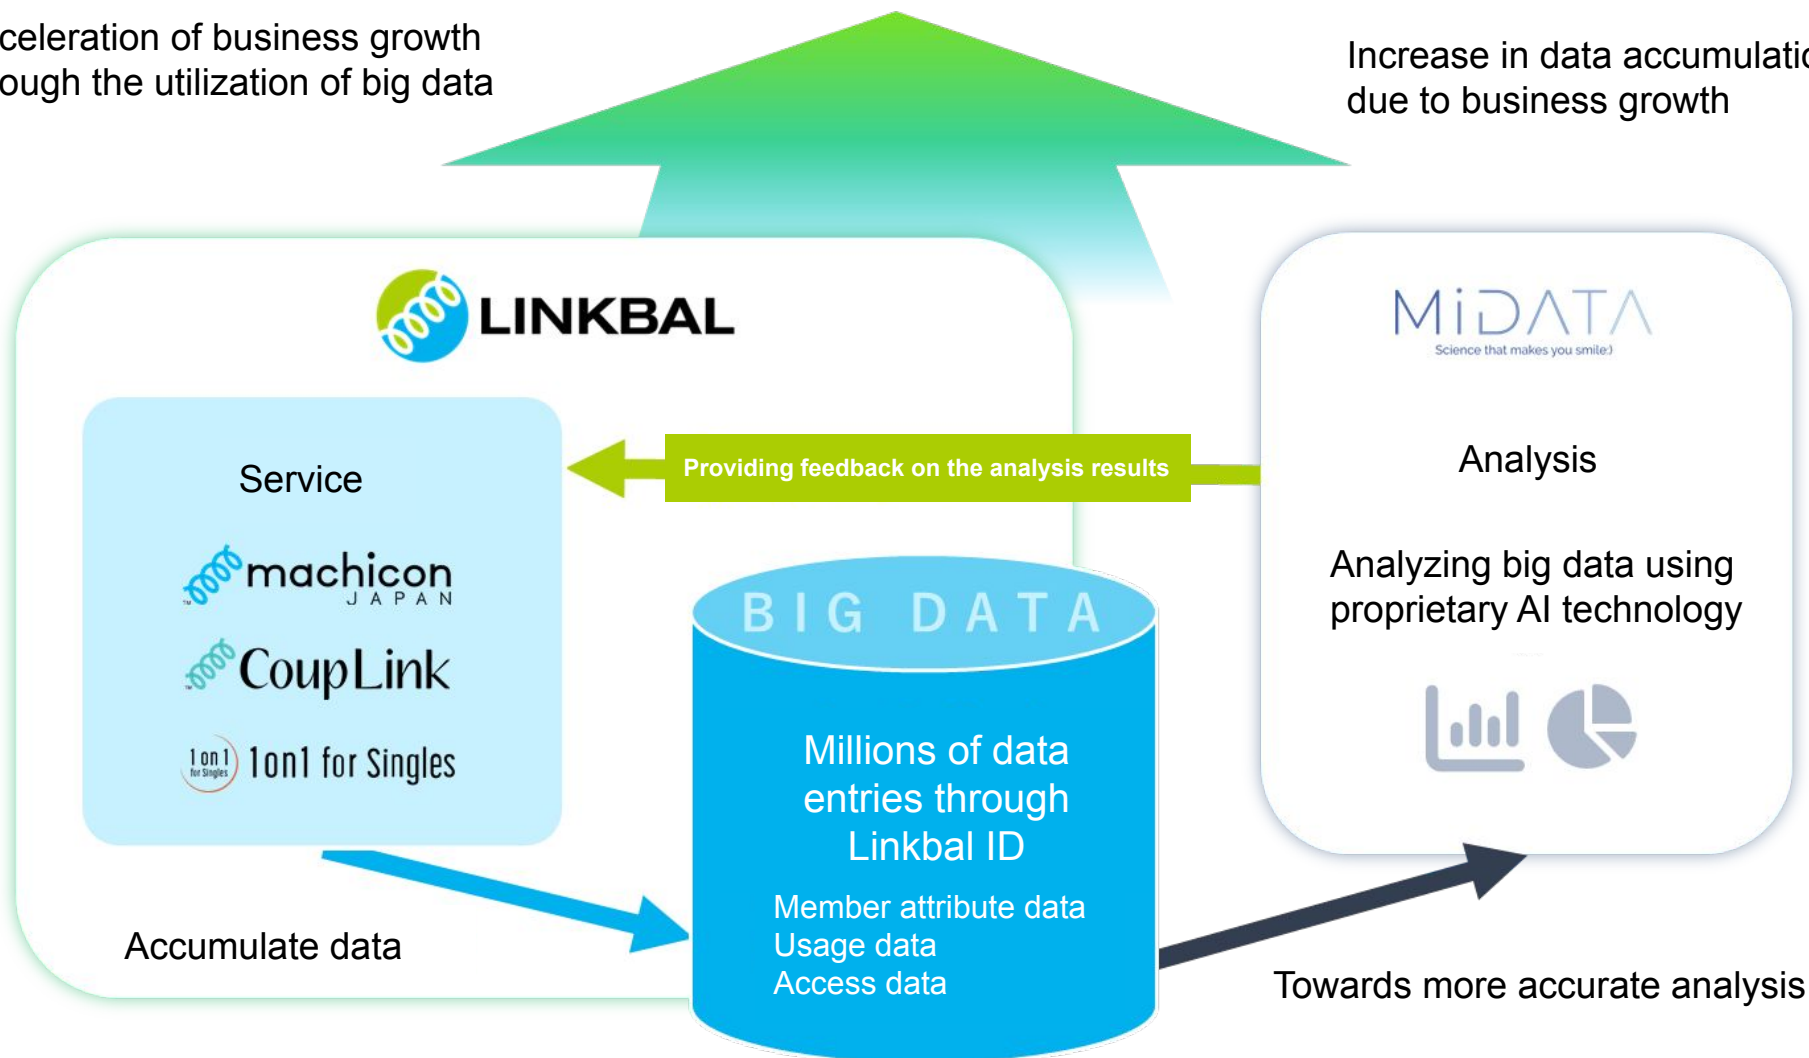 celeration of business growth
ough the utilization of big data
Increase in data accumulatio
due to business growth
LINKBAL
MiDATA
Science that makes you smile:)
Service
Providing feedback on the analysis results
Analysis
machicon
JAPAN
TM
CoupLink
TM
1on1
for Singles
1on1 for Singles
Analyzing big data using
proprietary AI technology
BIG DATA
Millions of data
entries through
Linkbal ID
Member attribute data
Usage data
Access data
Accumulate data
Towards more accurate analysis